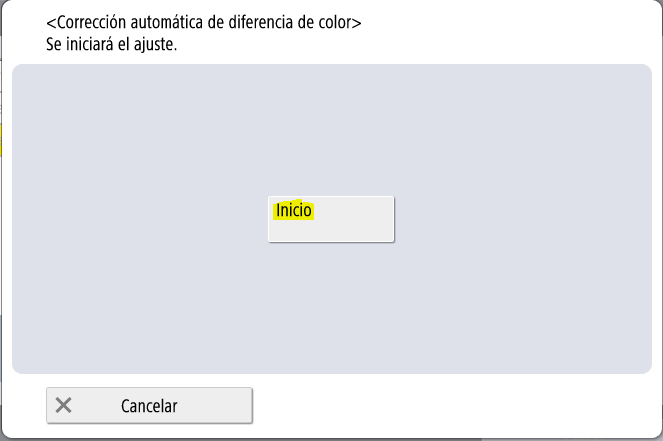 <Corrección automática de diferencia de color>
Se iniciará el ajuste.
Inicio
Cancelar